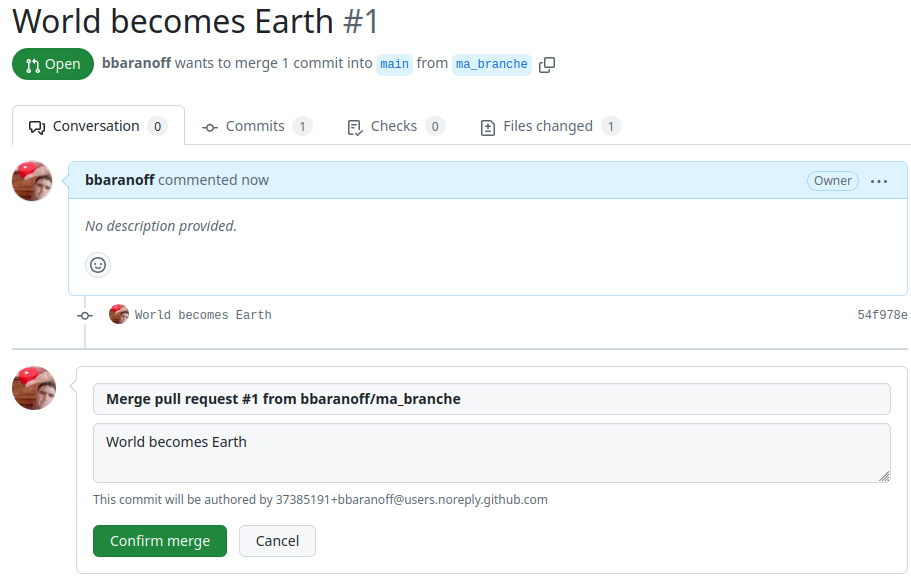 World becomes Earth #1
Open bbaranoff wants to merge 1 commit into main from ma_branche
Conversation 0 Commits 1 Checks 0 Files changed 1
bbaranoff commented now Owner
No description provided.
World becomes Earth 54f978e
Merge pull request #1 from bbaranoff/ma_branche
World becomes Earth
This commit will be authored by 37385191+bbaranoff@users.noreply.github.com
Confirm merge Cancel